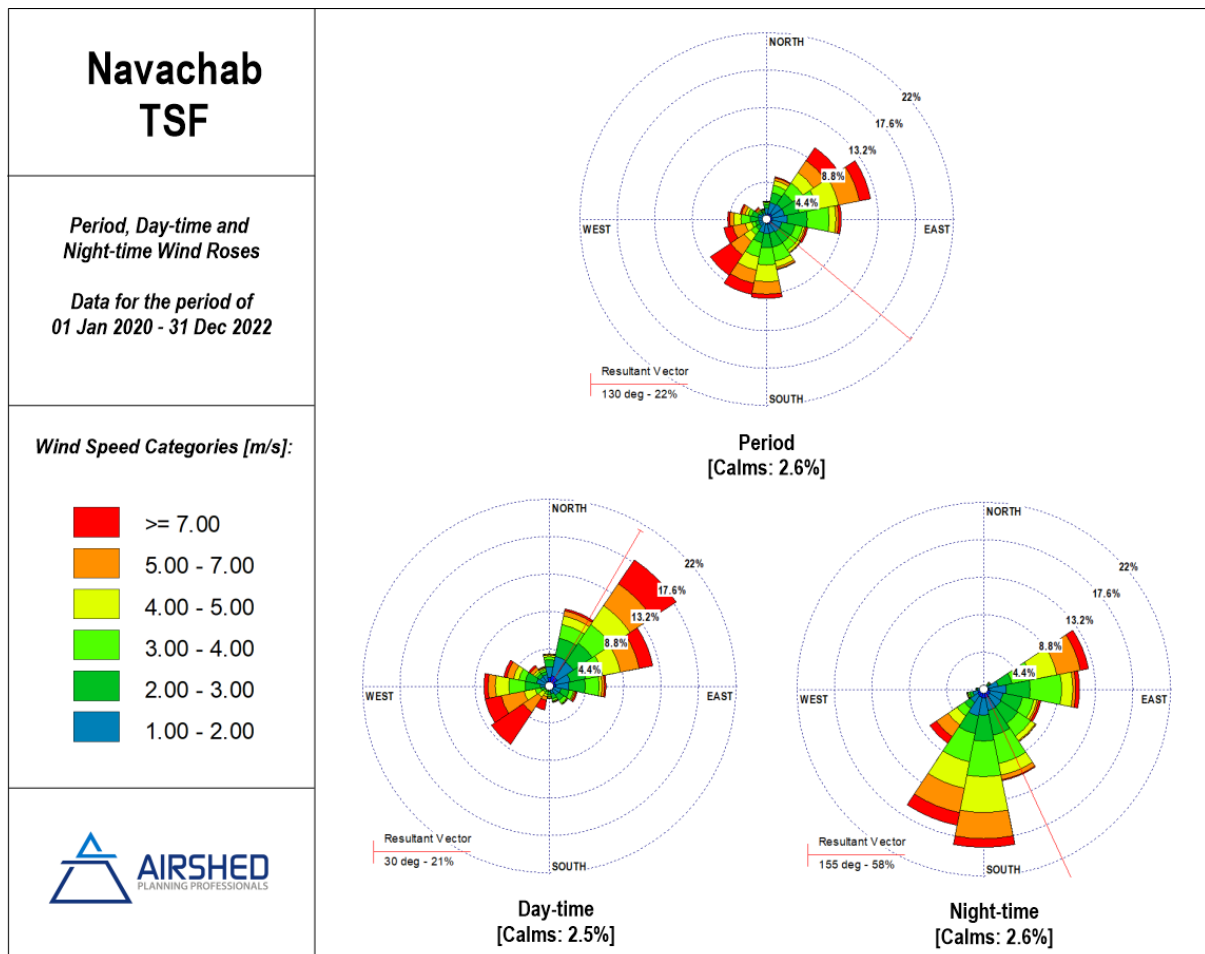 Navachab
TSF
Period, Day-time and
Night-time Wind Roses
Data for the period of
01 Jan 2020 - 31 Dec 2022
Wind Speed Categories [m/s]:
>= 7.00
5.00 - 7.00
4.00 - 5.00
3.00 - 4.00
2.00 - 3.00
1.00 - 2.00
AIRSHED
PLANNING PROFESSIONALS
NORTH
22%
17.6%
13.2%
8.8%
4.4%
WEST
EAST
Resultant Vector
130 deg - 22%
SOUTH
Period
[Calms: 2.6%]
NORTH
22%
17.6%
13.2%
8.8%
4.4%
WEST
EAST
Resultant Vector
30 deg - 21%
SOUTH
Day-time
[Calms: 2.5%]
NORTH
22%
17.6%
13.2%
8.8%
4.4%
WEST
EAST
Resultant Vector
155 deg - 58%
SOUTH
Night-time
[Calms: 2.6%]